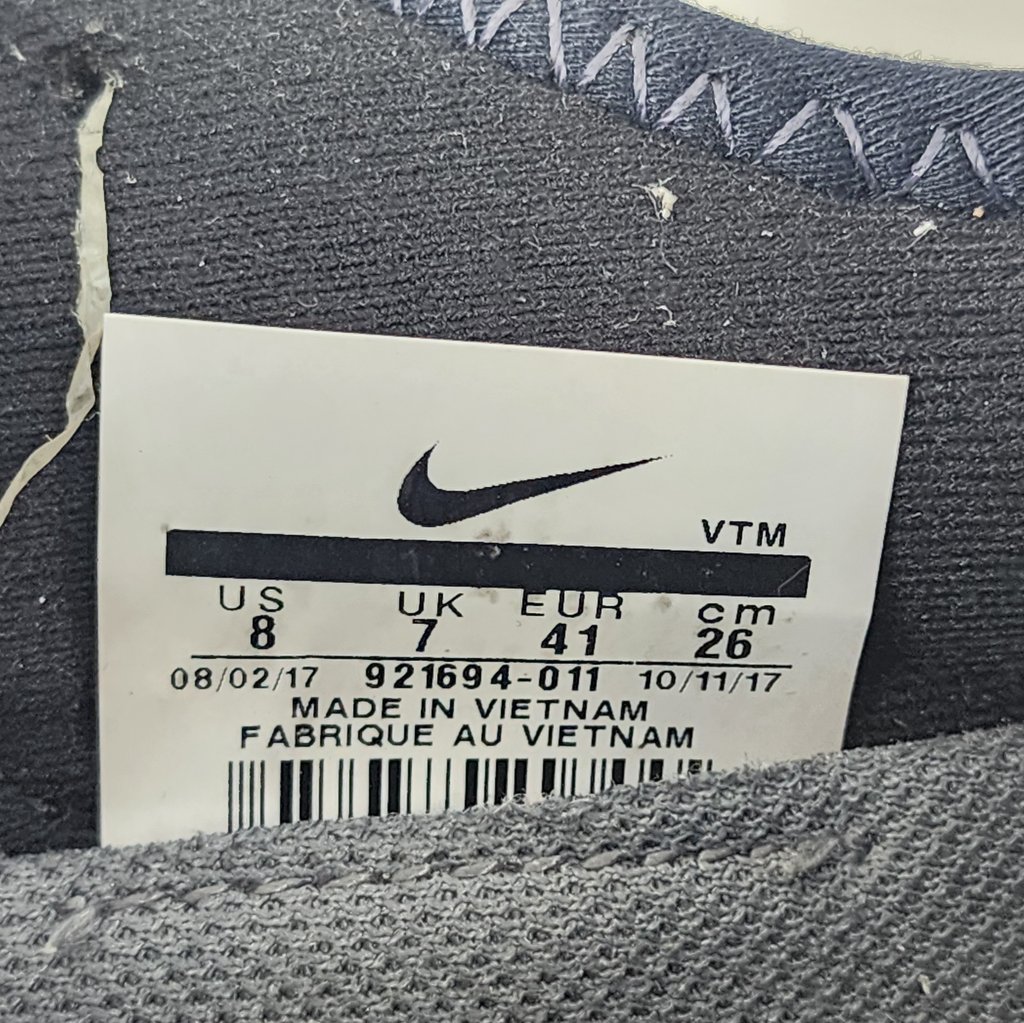 VTM
US UK EUR cm
8 7 41 26
08/02/17 921694-011 10/11/17
MADE IN VIETNAM
FABRIQUE AU VIETNAM